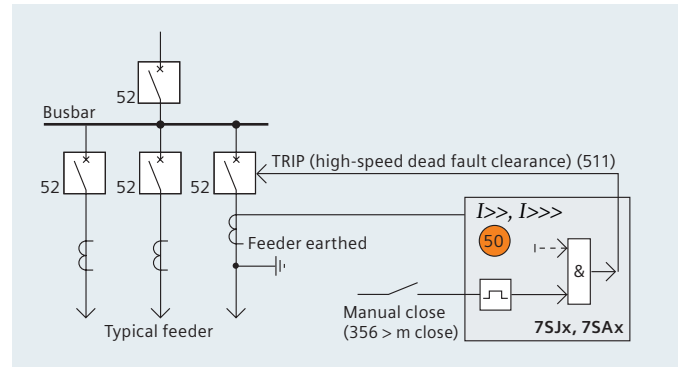 52
Busbar
52
52
52
TRIP (high-speed dead fault clearance) (511)
I>>, I>>>
50
Feeder earthed
&
Manual close
(356 > m close)
Typical feeder
7SJx, 7SAx